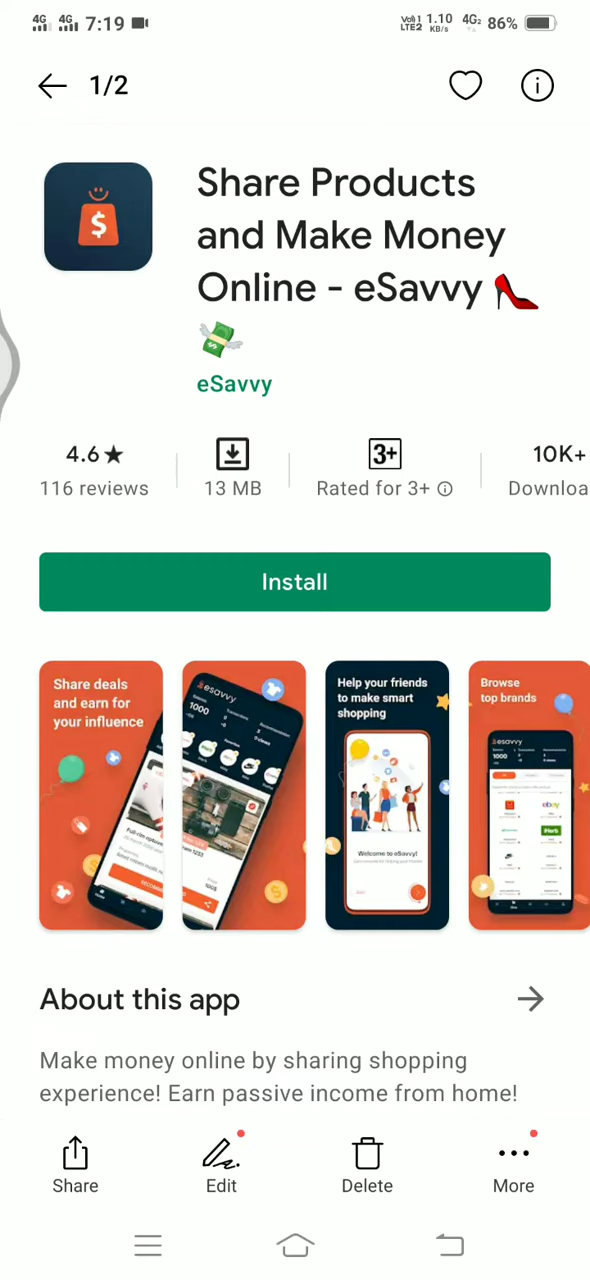 4G 4G 7:19 Vo) 1 LTE2 1.10 KB/s 4G2 86%
1/2
Share Products
and Make Money
Online - eSavvy
$
eSavvy
4.6★ 3+ 10K+
116 reviews 13 MB Rated for 3+ Downloa
Install
Share deals
and earn for
your influence
esavvy
1000
Help your friends
to make smart
shopping
Welcome to eSavvy!
Browse
top brands
esavvy
1000
ebay
iHerb
About this app
Make money online by sharing shopping
experience! Earn passive income from home!
Share Edit Delete More